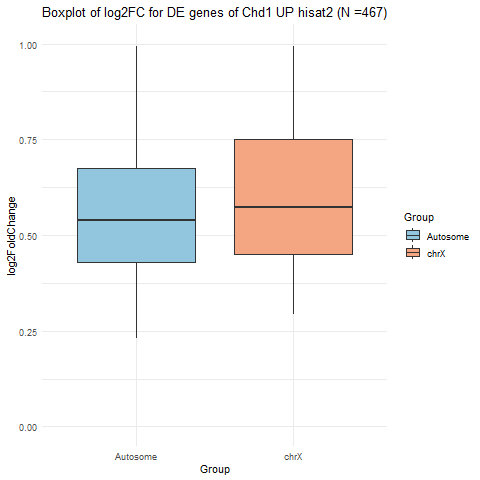 Boxplot of log2FC for DE genes of Chd1 UP hisat2 (N =467)
1.00
0.75
0.50
0.25
0.00
log2FoldChange
Autosome
chrX
Group
Group
Autosome
chrX